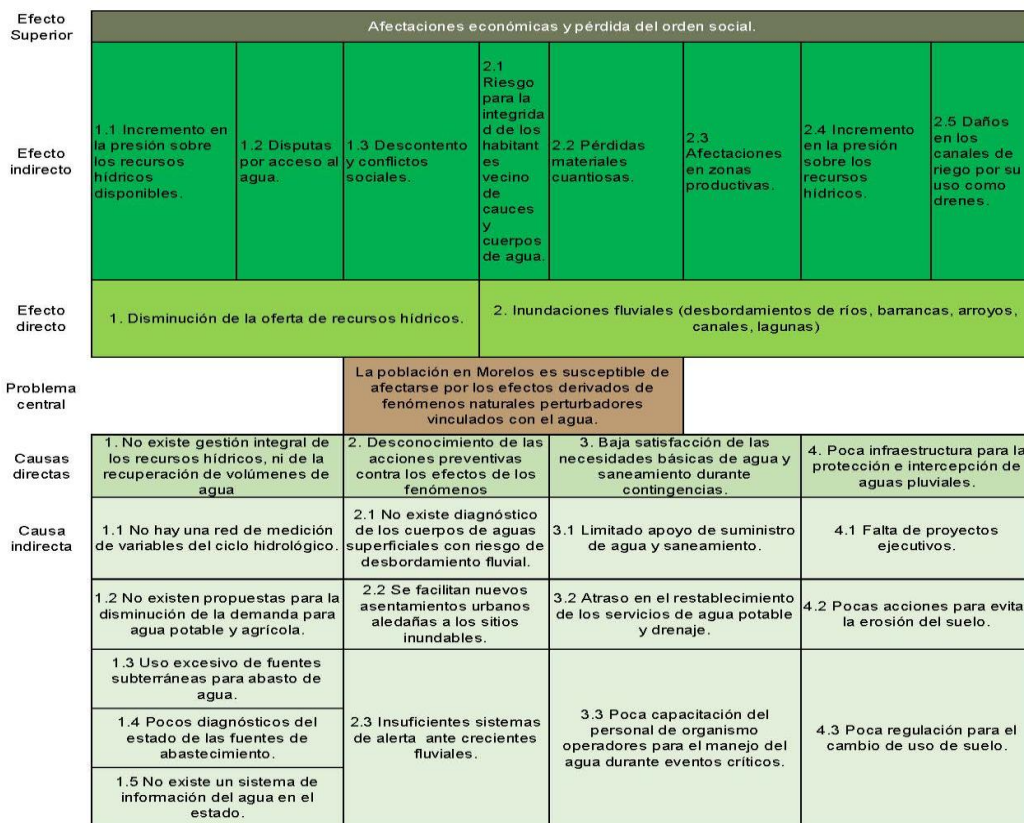 Efecto
Superior
Afectaciones económicas y pérdida del orden social.
Efecto
indirecto
1.1 Incremento en
la presión sobre
los recursos
hídricos
disponibles.
1.2 Disputas
por acceso al
agua.
1.3 Descontento
y conflictos
sociales.
2.1
Riesgo
para la
integrida
d de los
habitant
es
vecino
de
cauces
y
cuerpos
de agua.
2.2 Pérdidas
materiales
cuantiosas.
2.3
Afectaciones
en zonas
productivas.
2.4 Incremento
en la presión
sobre los
recursos
hídricos.
2.5 Daños
en los
canales de
riego por su
uso como
drenes.
Efecto
directo
1. Disminución de la oferta de recursos hídricos.
2. Inundaciones fluviales (desbordamientos de ríos, barrancas, arroyos,
canales, lagunas)
Problema
central
La población en Morelos es susceptible de
afectarse por los efectos derivados de
fenómenos naturales perturbadores
vinculados con el agua.
Causas
directas
1. No existe gestión integral de
los recursos hídricos, ni de la
recuperación de volúmenes de
agua
2. Desconocimiento de las
acciones preventivas
contra los efectos de los
fenómenos
3. Baja satisfacción de las
necesidades básicas de agua y
saneamiento durante
contingencias.
4. Poca infraestructura para la
protección e intercepción de
aguas pluviales.
Causa
indirecta
1.1 No hay una red de medición
de variables del ciclo hidrológico.
2.1 No existe diagnóstico
de los cuerpos de aguas
superficiales con riesgo de
desbordamiento fluvial.
3.1 Limitado apoyo de suministro
de agua y saneamiento.
4.1 Falta de proyectos
ejecutivos.
1.2 No existen propuestas para la
disminución de la demanda para
agua potable y agrícola.
2.2 Se facilitan nuevos
asentamientos urbanos
aledañas a los sitios
inundables.
3.2 Atraso en el restablecimiento
de los servicios de agua potable
y drenaje.
4.2 Pocas acciones para evita
la erosión del suelo.
1.3 Uso excesivo de fuentes
subterráneas para abasto de
agua.
1.4 Pocos diagnósticos del
estado de las fuentes de
abastecimiento.
1.5 No existe un sistema de
información del agua en el
estado.
2.3 Insuficientes sistemas
de alerta ante crecientes
fluviales.
3.3 Poca capacitación del
personal de organismo
operadores para el manejo del
agua durante eventos críticos.
4.3 Poca regulación para el
cambio de uso de suelo.